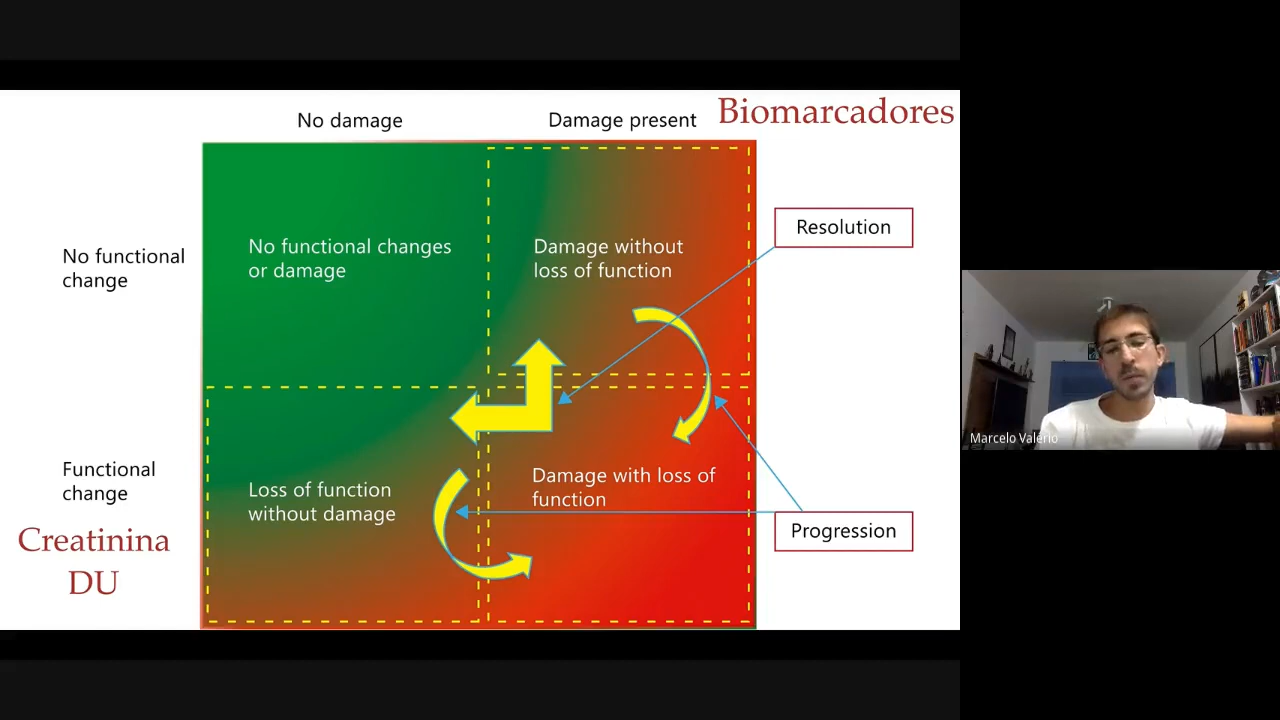 No damage
Damage present
Biomarcadores
No functional
change
No functional changes
or damage
Damage without
loss of function
Resolution
Functional
change
Loss of function
without damage
Damage with loss of
function
Progression
Creatinina
DU
Marcelo Valério